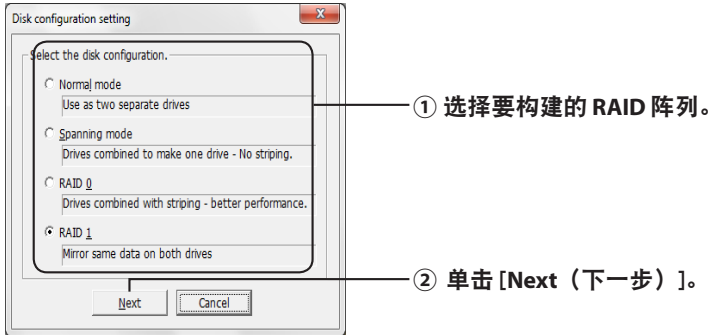 Disk configuration setting
Select the disk configuration.
Normal mode
Use as two separate drives
Spanning mode
Drives combined to make one drive - No striping.
RAID 0
Drives combined with striping - better performance.
RAID 1
Mirror same data on both drives
Next
Cancel
① 选择要构建的 RAID 阵列。
② 单击 [Next（下一步）]。